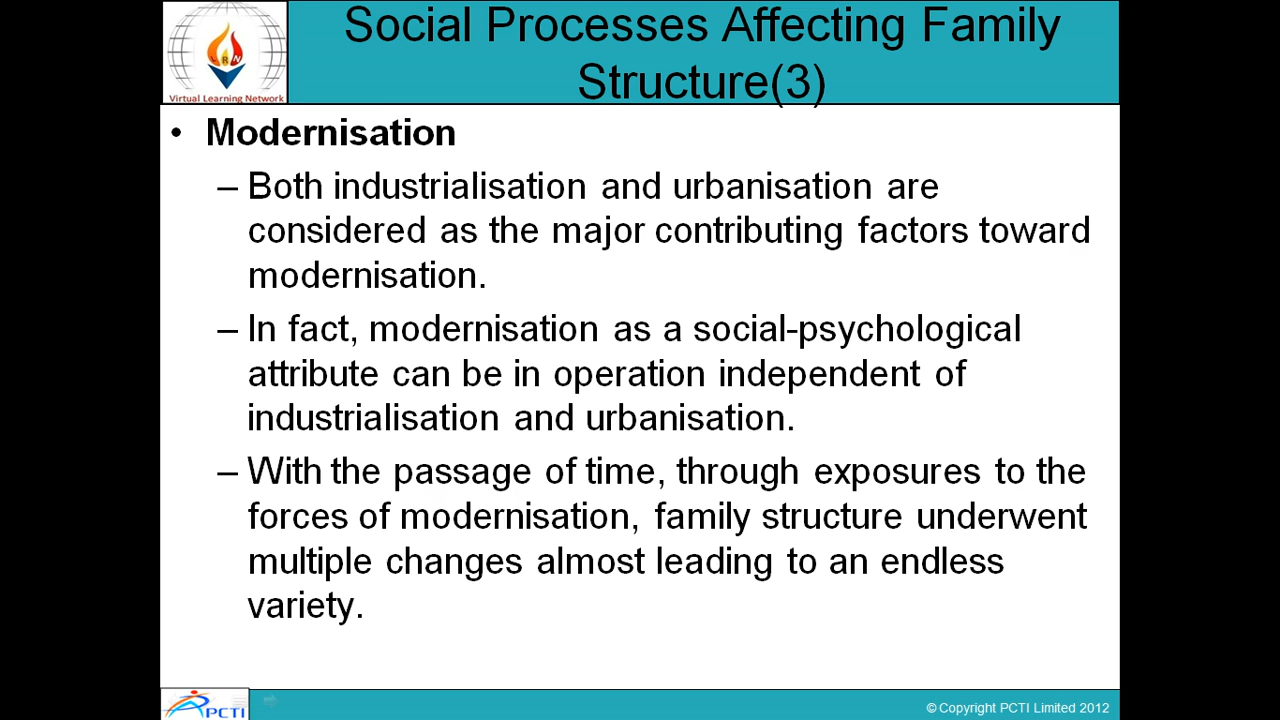 Social Processes Affecting Family
Structure(3)
VRN
Virtual Learning Network
• Modernisation
– Both industrialisation and urbanisation are
considered as the major contributing factors toward
modernisation.
– In fact, modernisation as a social-psychological
attribute can be in operation independent of
industrialisation and urbanisation.
– With the passage of time, through exposures to the
forces of modernisation, family structure underwent
multiple changes almost leading to an endless
variety.
PCTI
© Copyright PCTI Limited 2012